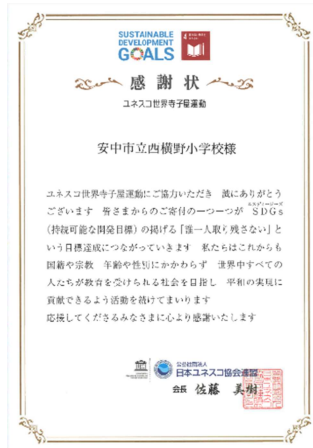 SUSTAINABLE
DEVELOPMENT
GOALS
4
感謝状
ユネスコ世界寺子屋運動
安中市立西横野小学校様
ユネスコ世界寺子屋運動にご協力いただき 誠にありがとう
ございます 皆さまからのご寄付の一つ一つが SDGs
エスディージーズ
(持続可能な開発目標)の掲げる「誰一人取り残さない」と
いう目標達成につながっていきます 私たちはこれからも
国籍や宗教 年齢や性別にかかわらず 世界中すべての
人たちが教育を受けられる社会を目指し 平和の実現に
貢献できるよう活動を続けてまいります
応援してくださるみなさまに心より感謝いたします
公益社団法人
日本ユネスコ協会連盟
会長 佐藤 美樹